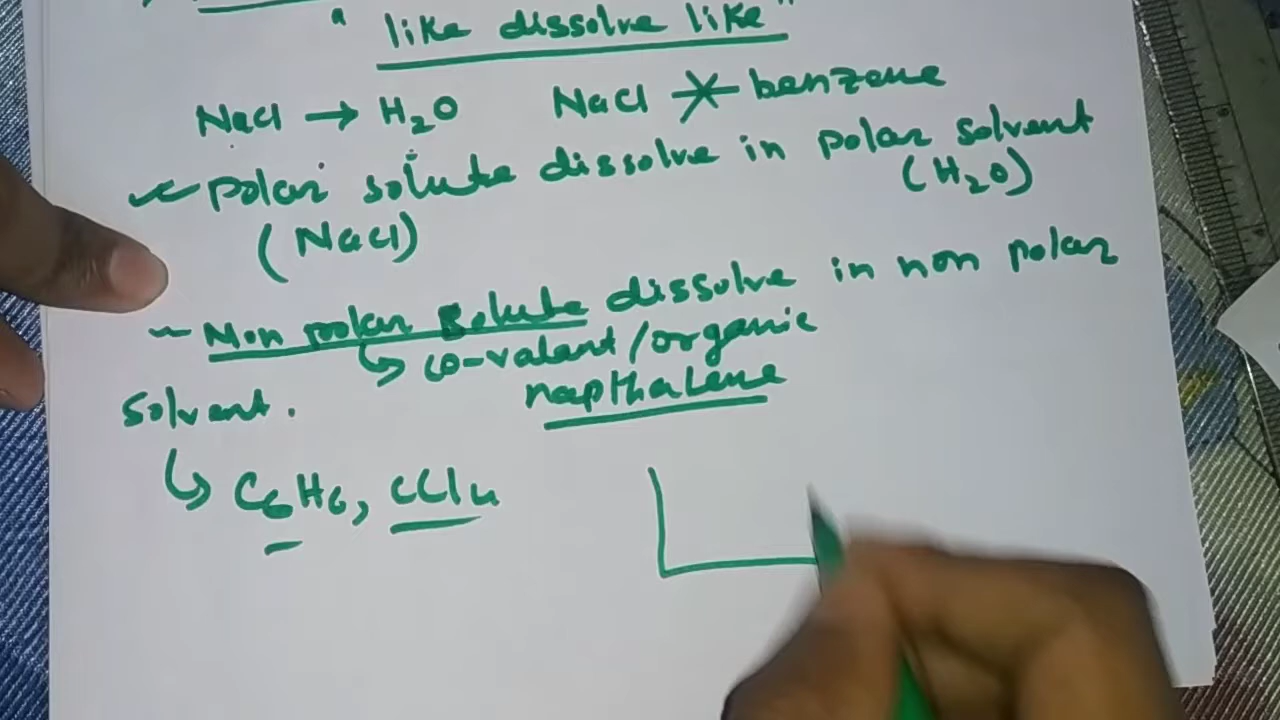 " like dissolve like "
NaCl → H₂O NaCl benzene
polar solute dissolve in polar solvent
(NaCl) (H₂O)
Non polar solute dissolve in non polar
↳ co-valent/organic
solvent. napthalene
↳ C₆H₆, CCl₄